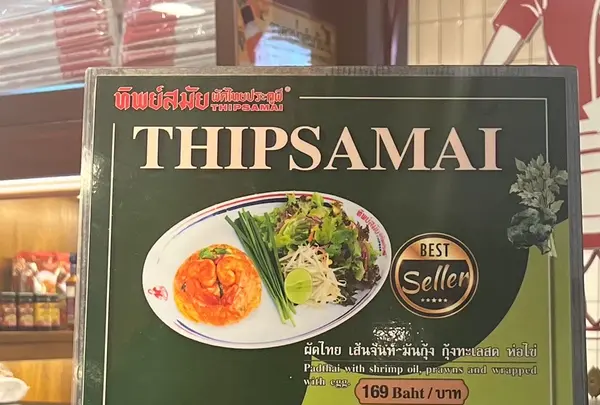 ทิพย์สมัย ผัดไทยประตูผี ®
THIPSAMAI
THIPSAMAI
BEST
Seller
ผัดไทย เส้นจันท์ มันกุ้ง กุ้งทะเลสด ห่อไข่
Padthai with shrimp oil, prawns and wrapped
with egg.
169 Baht / บาท